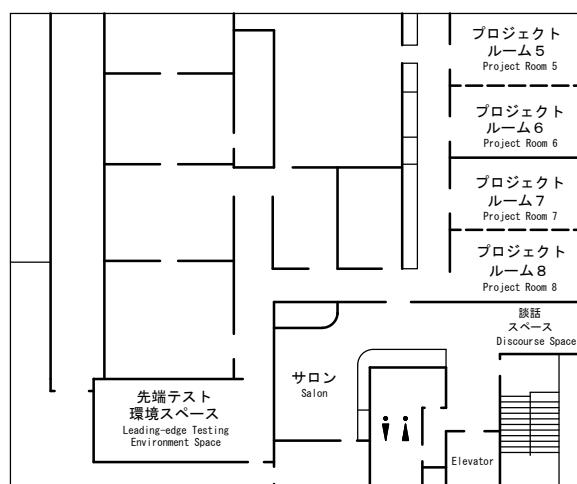 プロジェクト
ルーム5
Project Room 5
プロジェクト
ルーム6
Project Room 6
プロジェクト
ルーム7
Project Room 7
プロジェクト
ルーム8
Project Room 8
談話
スペース
Discourse Space
サロン
Salon
先端テスト
環境スペース
Leading-edge Testing
Environment Space
Elevator